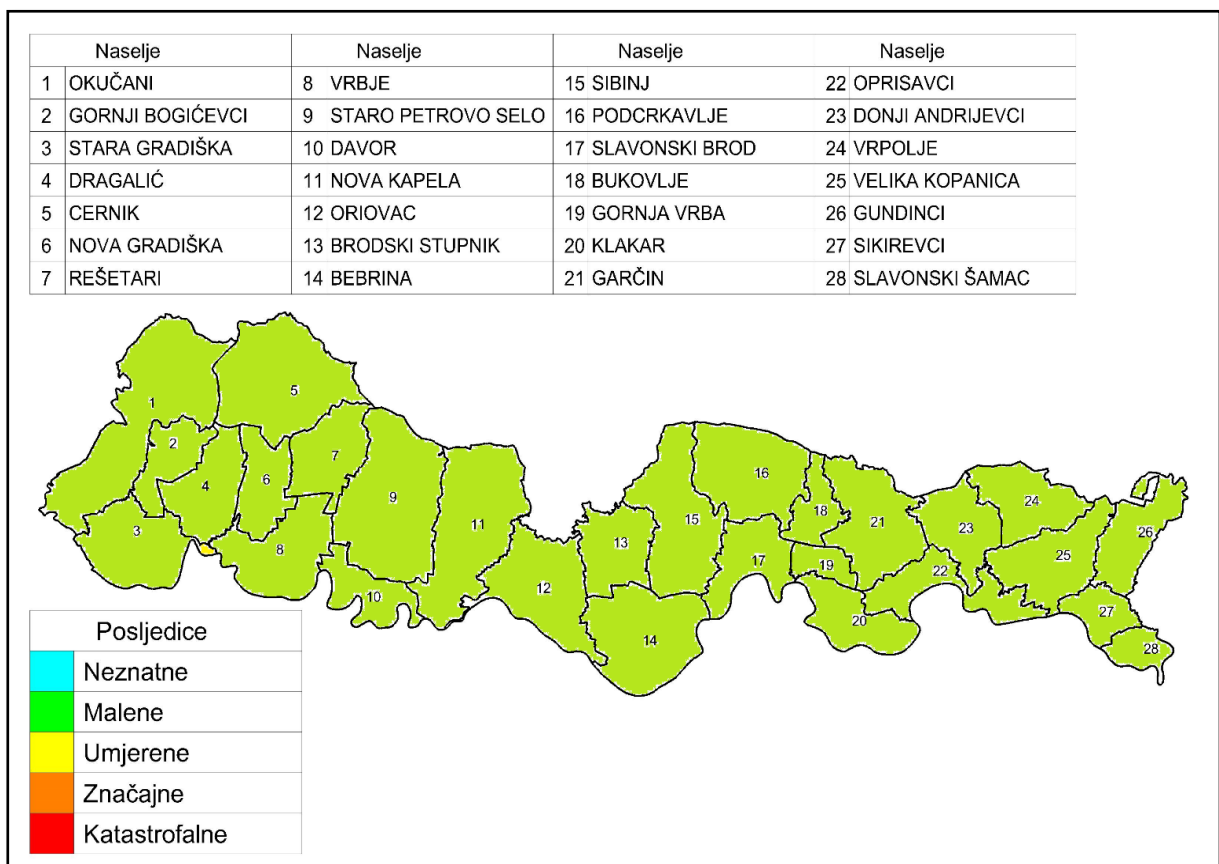 Naselje Naselje Naselje Naselje
1 OKUČANI 8 VRBJE 15 SIBINJ 22 OPRISAVCI
2 GORNJI BOGIĆEVCI 9 STARO PETROVO SELO 16 PODCRKAVLJE 23 DONJI ANDRIJEVCI
3 STARA GRADIŠKA 10 DAVOR 17 SLAVONSKI BROD 24 VRPOLJE
4 DRAGALIĆ 11 NOVA KAPELA 18 BUKOVLJE 25 VELIKA KOPANICA
5 CERNIK 12 ORIOVAC 19 GORNJA VRBA 26 GUNDINCI
6 NOVA GRADIŠKA 13 BRODSKI STUPNIK 20 KLAKAR 27 SIKIREVCI
7 REŠETARI 14 BEBRINA 21 GARČIN 28 SLAVONSKI ŠAMAC
5
1
2
7
16
4
6
9
24
18
15
21
11
23
3
26
13
8
25
17
19
22
12
10
27
20
14
28
Posljedice
Neznatne
Malene
Umjerene
Značajne
Katastrofalne